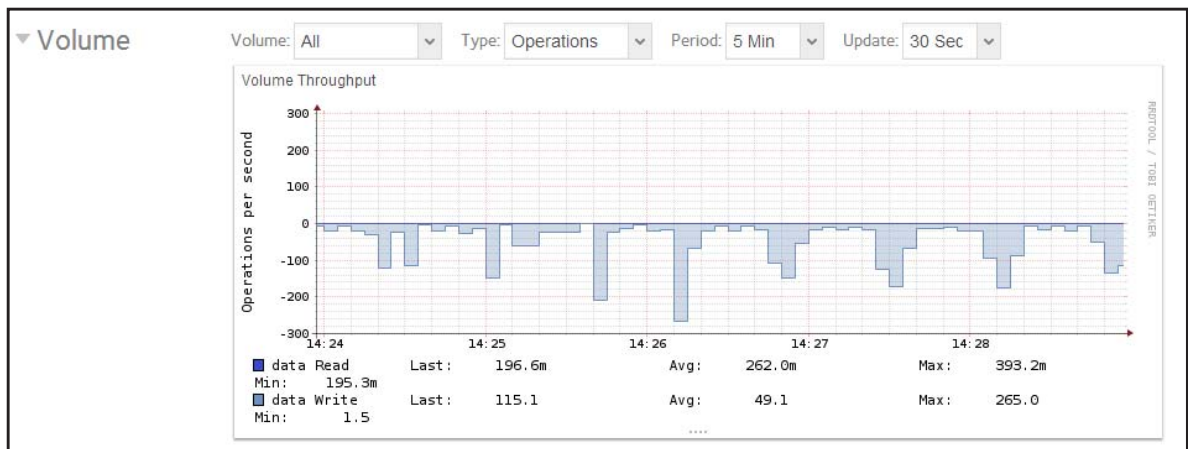 Volume Volume: All Type: Operations Period: 5 Min Update: 30 Sec
Volume Throughput
RRDTOOL / TOBI OETIKER
Operations per second
300
200
100
0
-100
-200
-300
14:24 14:25 14:26 14:27 14:28
data Read Last: 196.6m Avg: 262.0m Max: 393.2m
Min: 195.3m
data Write Last: 115.1 Avg: 49.1 Max: 265.0
Min: 1.5